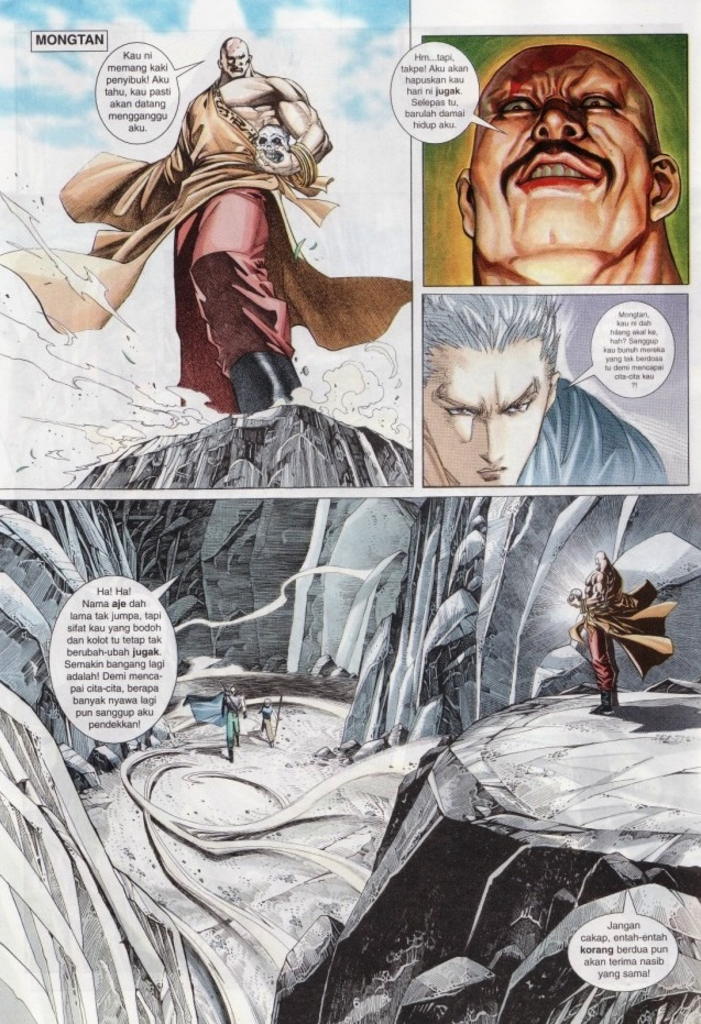 MONGTAN
Kau ni
memang kaki
penyibuk! Aku
tahu, kau pasti
akan datang
mengganggu
aku.
Hm...tapi,
takpe! Aku akan
hapuskan kau
hari ni jugak.
Selepas tu,
barulah damai
hidup aku.
Mongtan,
kau ni dah
hilang akal ke,
hah? Sanggup
kau bunuh mereka
yang tak berdosa
tu demi mencapai
cita-cita kau
?!
Ha! Ha!
Nama aje dah
lama tak jumpa, tapi
sifat kau yang bodoh
dan kolot tu tetap tak
berubah-ubah jugak.
Semakin bangang lagi
adalah! Demi menca-
pai cita-cita, berapa
banyak nyawa lagi
pun sanggup aku
pendekkan!
Jangan
cakap, entah-entah
korang berdua pun
akan terima nasib
yang sama!
6